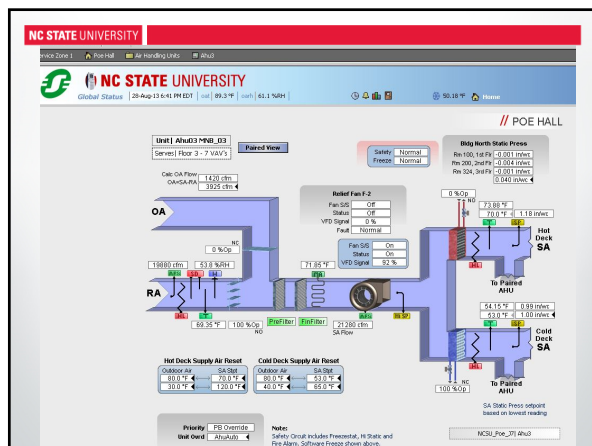 NC STATE UNIVERSITY
ervice Zone 1 Poe Hall Air Handling Units Ahu3
NC STATE UNIVERSITY
Global Status 28-Aug-13 6:41 PM EDT oat 89.3 °F oarh 61.1 %RH 50.18 °F Home
// POE HALL
Unit Ahu03 MNB_03
Serves Floor 3 - 7 VAV's
Paired View
Safety Normal
Freeze Normal
Bldg North Static Press
Rm 100, 1st Flr -0.001 in/wc
Rm 200, 2nd Flr -0.004 in/wc
Rm 324, 3rd Flr -0.001 in/wc
0.040 in/wc
Calc OA Flow 1420 cfm
OA=SA-RA 3925 cfm
Relief Fan F-2
Fan S/S Off
Status Off
VFD Signal 0 %
Fault Normal
0 %Op
NO
73.88 °F
70.0 °F 1.18 in/wc
OA
NC
0 %Op
Fan S/S On
Status On
VFD Signal 92 %
Hot
Deck
SA
19880 cfm 53.8 %RH
71.85 °F
To Paired
AHU
RA
54.15 °F 0.99 in/wc
53.0 °F 1.00 in/wc
69.35 °F 100 %Op
NO
PreFilter FinFilter
21280 cfm
SA Flow
Cold
Deck
SA
NC
100 %Op
To Paired
AHU
Hot Deck Supply Air Reset
Outdoor Air SA Stpt
80.0 °F 70.0 °F
30.0 °F 120.0 °F
Cold Deck Supply Air Reset
Outdoor Air SA Stpt
80.0 °F 53.0 °F
40.0 °F 65.0 °F
SA Static Press setpoint
based on lowest reading
Priority PB Override
Unit Ovrd AhuAuto
Note:
Safety Circuit includes Freezestat, Hi Static and
Fire Alarm. Software Freeze shown above.
NCSU_Poe_J7| Ahu3